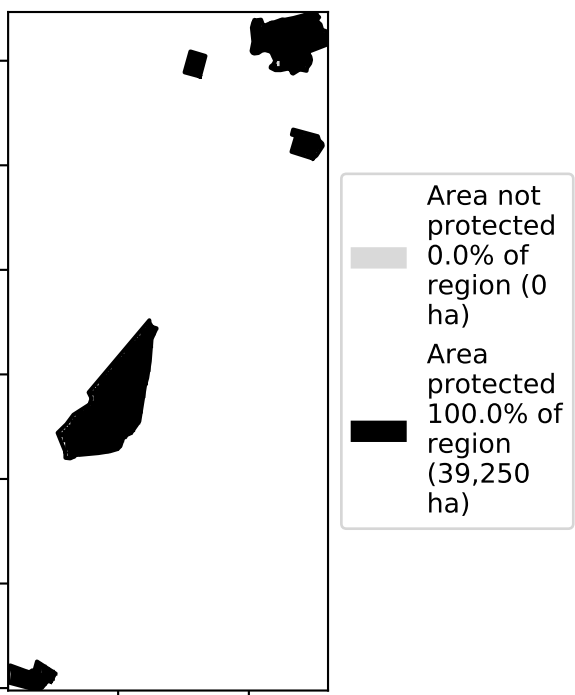 Area not
protected
0.0% of
region (0
ha)
Area
protected
100.0% of
region
(39,250
ha)